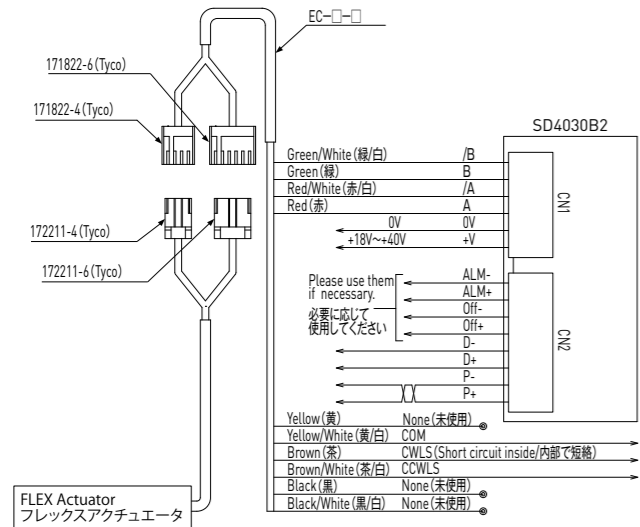 EC-□-□
171822-6(Tyco)
171822-4(Tyco)
172211-4(Tyco)
172211-6(Tyco)
SD4030B2
Green/White(緑/白) /B
Green(緑) B
Red/White(赤/白) /A
Red(赤) A
0V 0V
+18V~+40V +V
CN1
Please use them
if necessary.
必要に応じて
使用してください
ALM-
ALM+
Off-
Off+
D-
D+
P-
P+
CN2
Yellow(黄) None(未使用)
Yellow/White(黄/白) COM
Brown(茶) CWLS(Short circuit inside/内部で短絡)
Brown/White(茶/白) CCWLS
Black(黒) None(未使用)
Black/White(黒/白) None(未使用)
FLEX Actuator
フレックスアクチュエータ